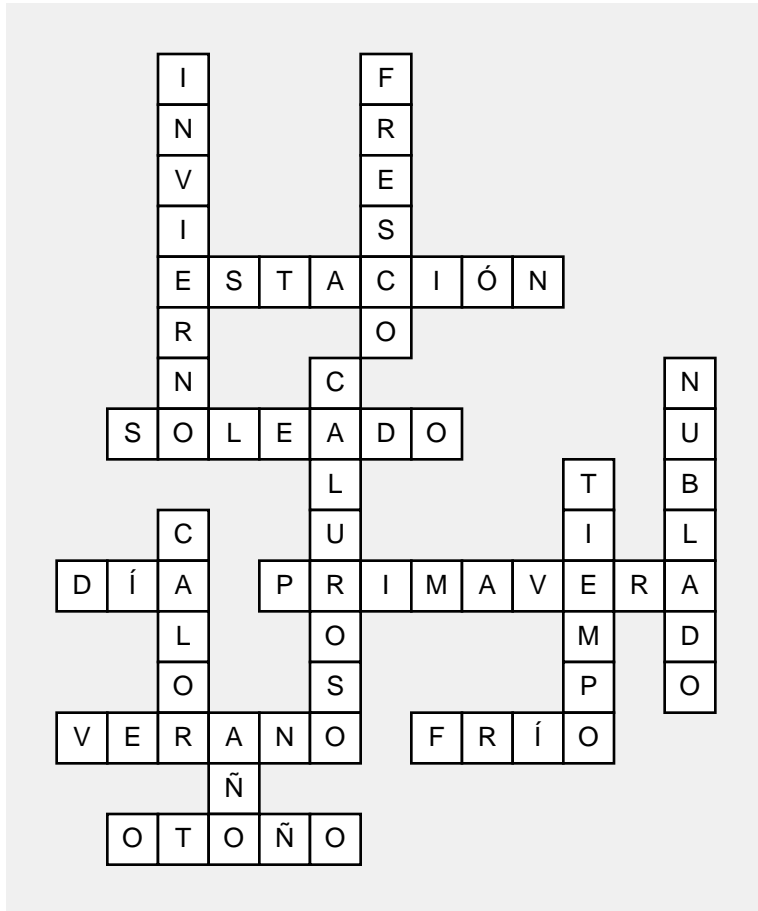 I F
N R
V E
I S
E S T A C I Ó N
R O
N C N
S O L E A D O U
L T B
C U I L
D Í A P R I M A V E R A
L O M D
O S P O
V E R A N O F R Í O
Ñ
O T O Ñ O